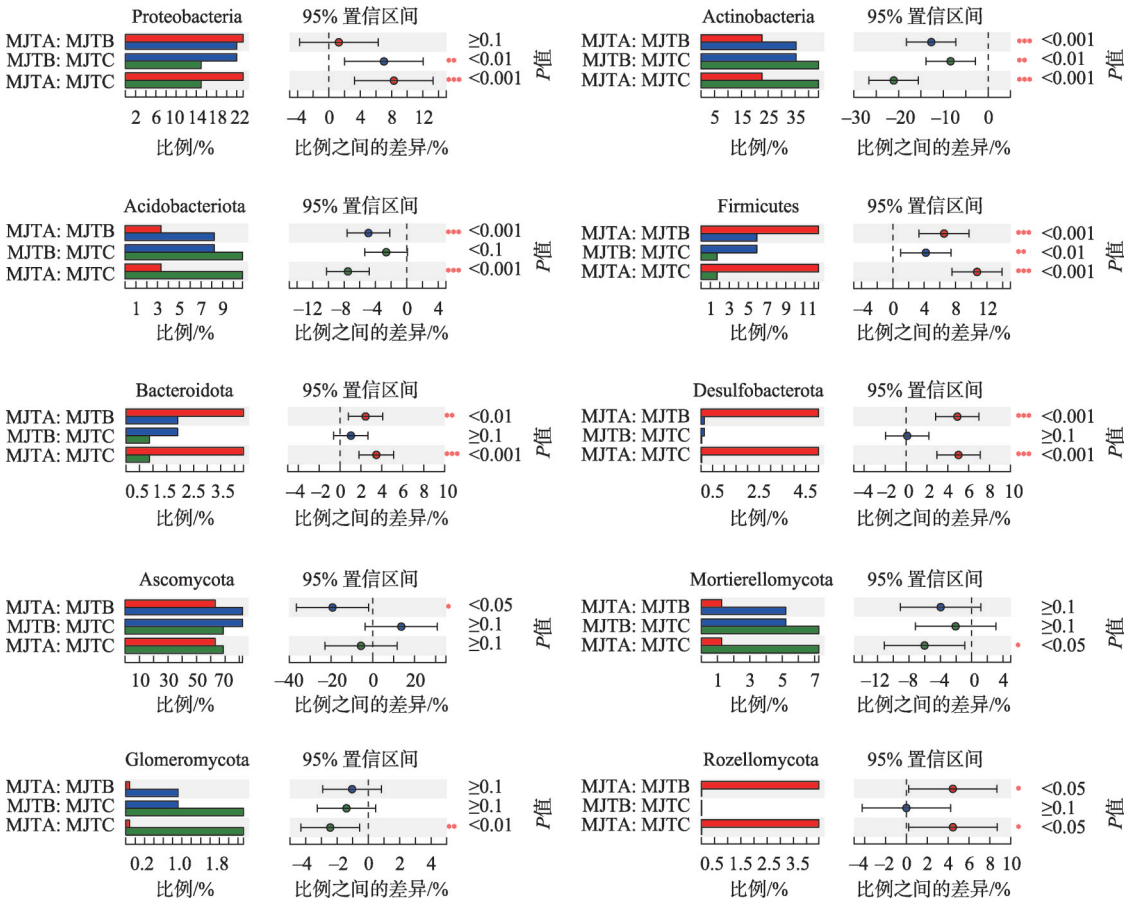 Proteobacteria 95% 置信区间
MJTA: MJTB ≥0.1
MJTB: MJTC ** <0.01
MJTA: MJTC *** <0.001
P值
2 6 10 14 18 22 −4 0 4 8 12
比例/% 比例之间的差异/%
Actinobacteria 95% 置信区间
MJTA: MJTB *** <0.001
MJTB: MJTC ** <0.01
MJTA: MJTC *** <0.001
P值
5 15 25 35 −30 −20 −10 0
比例/% 比例之间的差异/%
Acidobacteriota 95% 置信区间
MJTA: MJTB *** <0.001
MJTB: MJTC <0.1
MJTA: MJTC *** <0.001
P值
1 3 5 7 9 −12 −8 −4 0 4
比例/% 比例之间的差异/%
Firmicutes 95% 置信区间
MJTA: MJTB *** <0.001
MJTB: MJTC ** <0.01
MJTA: MJTC *** <0.001
P值
1 3 5 7 9 11 −4 0 4 8 12
比例/% 比例之间的差异/%
Bacteroidota 95% 置信区间
MJTA: MJTB ** <0.01
MJTB: MJTC ≥0.1
MJTA: MJTC *** <0.001
P值
0.5 1.5 2.5 3.5 −4 −2 0 2 4 6 8 10
比例/% 比例之间的差异/%
Desulfobacterota 95% 置信区间
MJTA: MJTB *** <0.001
MJTB: MJTC ≥0.1
MJTA: MJTC *** <0.001
P值
0.5 2.5 4.5 −4 −2 0 2 4 6 8 10
比例/% 比例之间的差异/%
Ascomycota 95% 置信区间
MJTA: MJTB * <0.05
MJTB: MJTC ≥0.1
MJTA: MJTC ≥0.1
P值
10 30 50 70 −40 −20 0 20
比例/% 比例之间的差异/%
Mortierellomycota 95% 置信区间
MJTA: MJTB ≥0.1
MJTB: MJTC ≥0.1
MJTA: MJTC * <0.05
P值
1 3 5 7 −12 −8 −4 0 4
比例/% 比例之间的差异/%
Glomeromycota 95% 置信区间
MJTA: MJTB ≥0.1
MJTB: MJTC ≥0.1
MJTA: MJTC ** <0.01
P值
0.2 1.0 1.8 −4 −2 0 2 4
比例/% 比例之间的差异/%
Rozellomycota 95% 置信区间
MJTA: MJTB * <0.05
MJTB: MJTC ≥0.1
MJTA: MJTC * <0.05
P值
0.5 1.5 2.5 3.5 −4 −2 0 2 4 6 8 10
比例/% 比例之间的差异/%